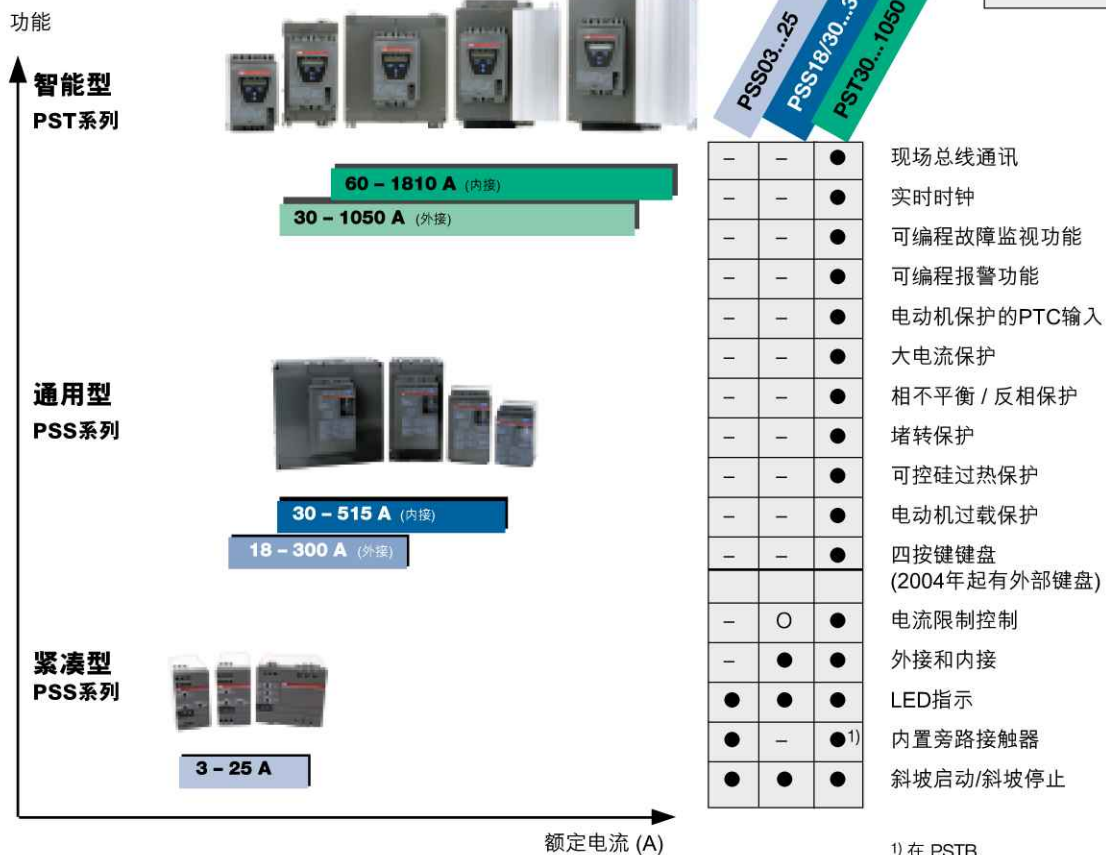 功能
智能型
PST系列
60 – 1810 A (内接)
30 – 1050 A (外接)
通用型
PSS系列
30 – 515 A (内接)
18 – 300 A (外接)
紧凑型
PSS系列
3 – 25 A
额定电流 (A)
PSS03...25
PSS18/30...3
PST30...1050
– – ● 现场总线通讯
– – ● 实时时钟
– – ● 可编程故障监视功能
– – ● 可编程报警功能
– – ● 电动机保护的PTC输入
– – ● 大电流保护
– – ● 相不平衡 / 反相保护
– – ● 堵转保护
– – ● 可控硅过热保护
– – ● 电动机过载保护
– – ● 四按键键盘
(2004年起有外部键盘)
– O ● 电流限制控制
– ● ● 外接和内接
● ● ● LED指示
● – ●1) 内置旁路接触器
● ● ● 斜坡启动/斜坡停止
1) 在 PSTB